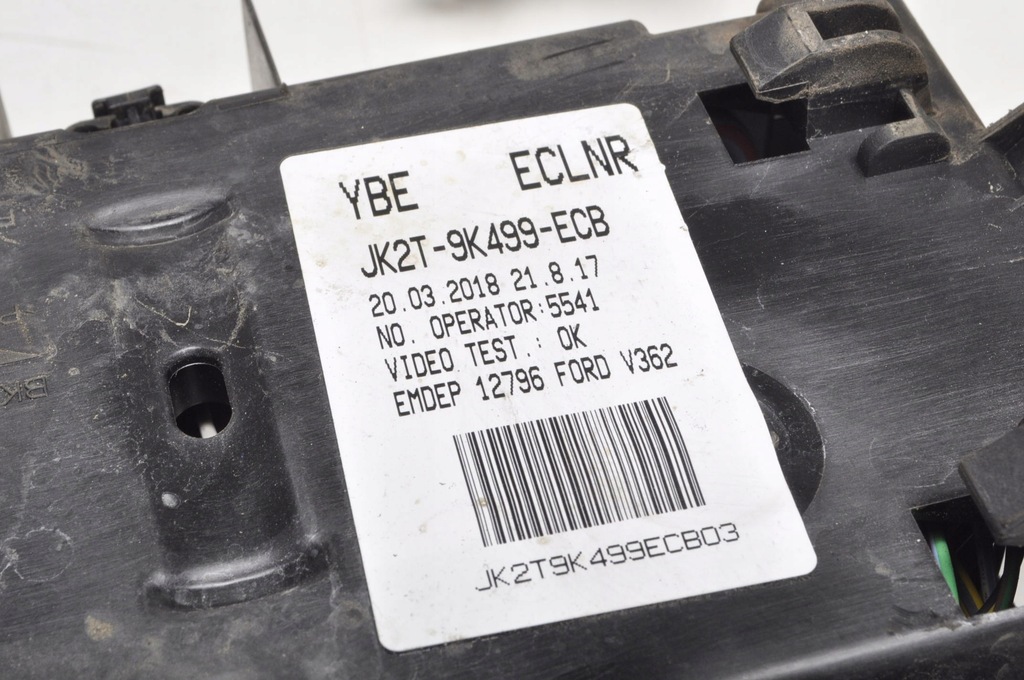 YBE ECLNR
JK2T-9K499-ECB
20.03.2018 21.8.17
NO. OPERATOR:5541
VIDEO TEST.: OK
EMDEP 12796 FORD V362
JK2T9K499ECB03
BK